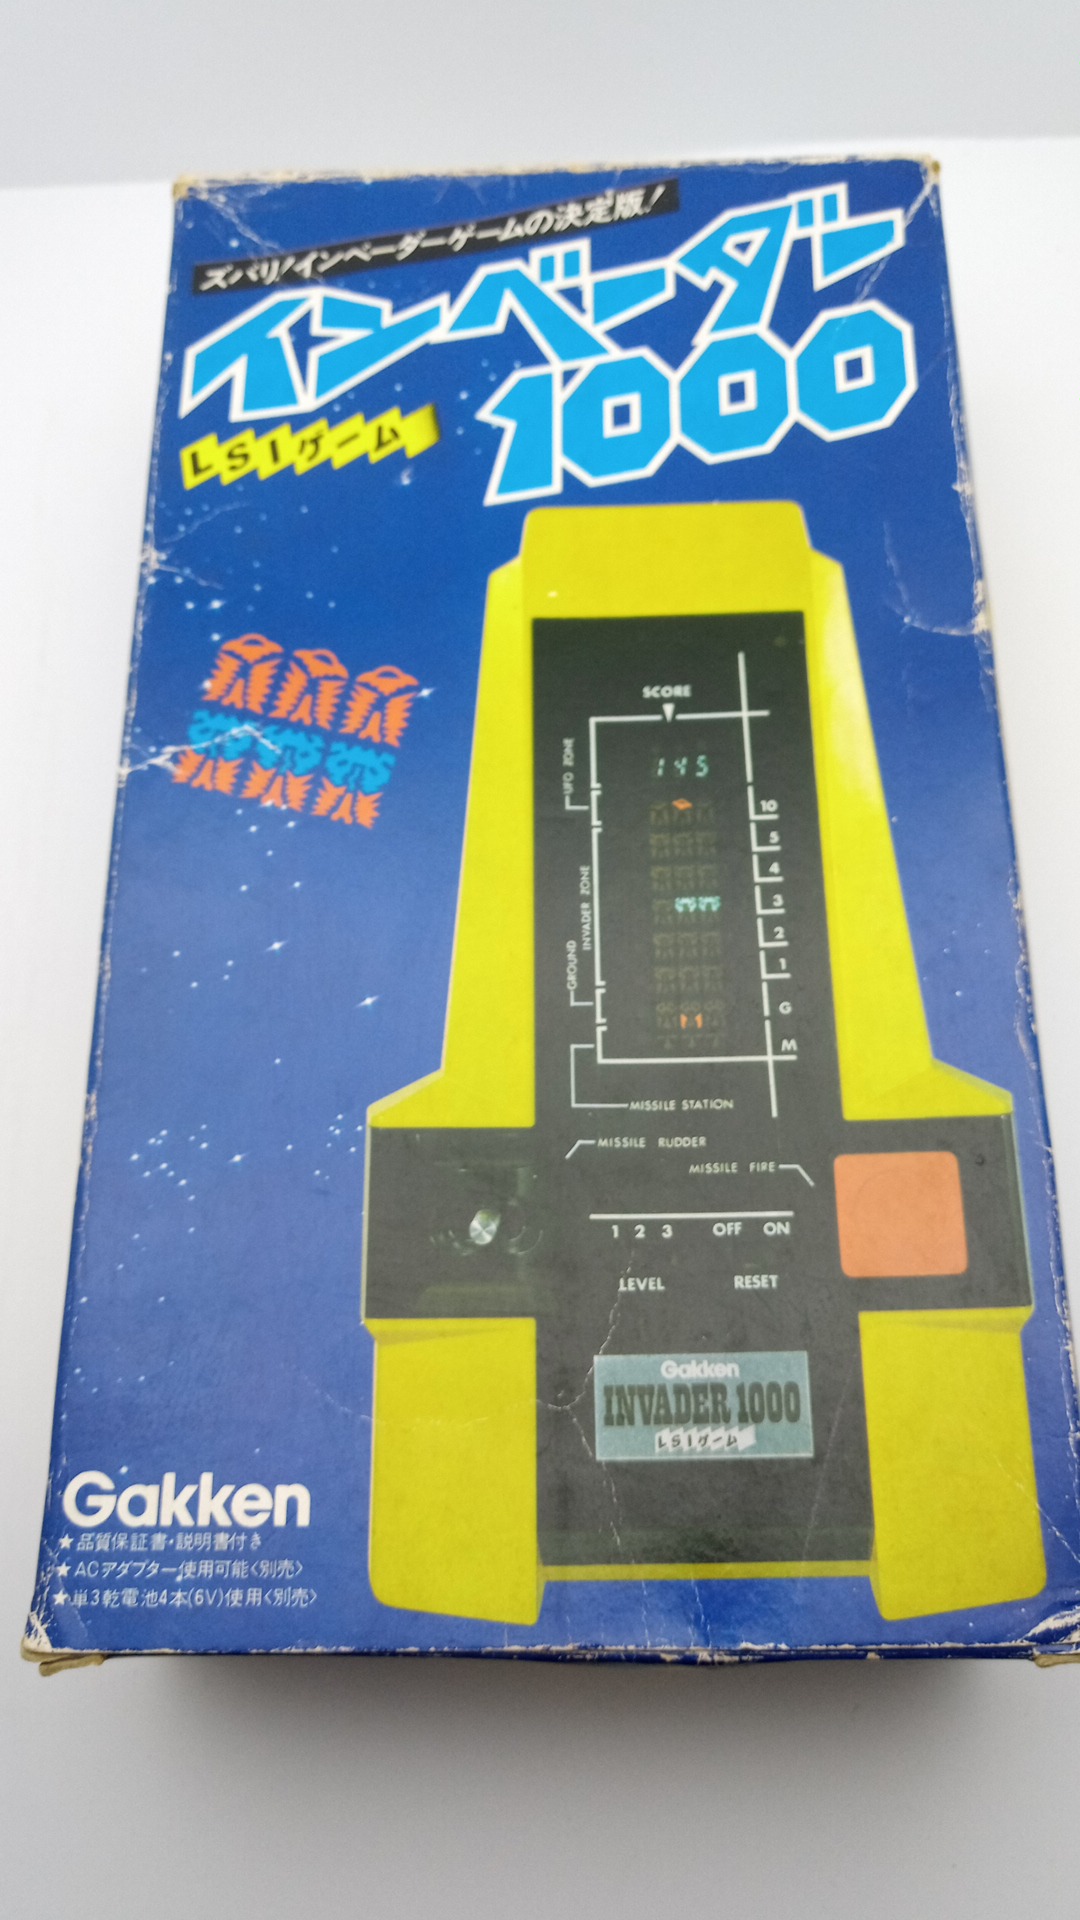 ズバリ!インベーダーゲームの決定版!
インベーダー
1000
LSIゲーム
SCORE
145
UFO ZONE
10
5
4
3
2
1
G
M
INVADER ZONE
GROUND
MISSILE STATION
MISSILE RUDDER
MISSILE FIRE
1 2 3 OFF ON
LEVEL RESET
Gakken
INVADER 1000
LSIゲーム
Gakken
★品質保証書・説明書付き
★ACアダプター使用可能<別売>
★単3乾電池4本(6V)使用<別売>